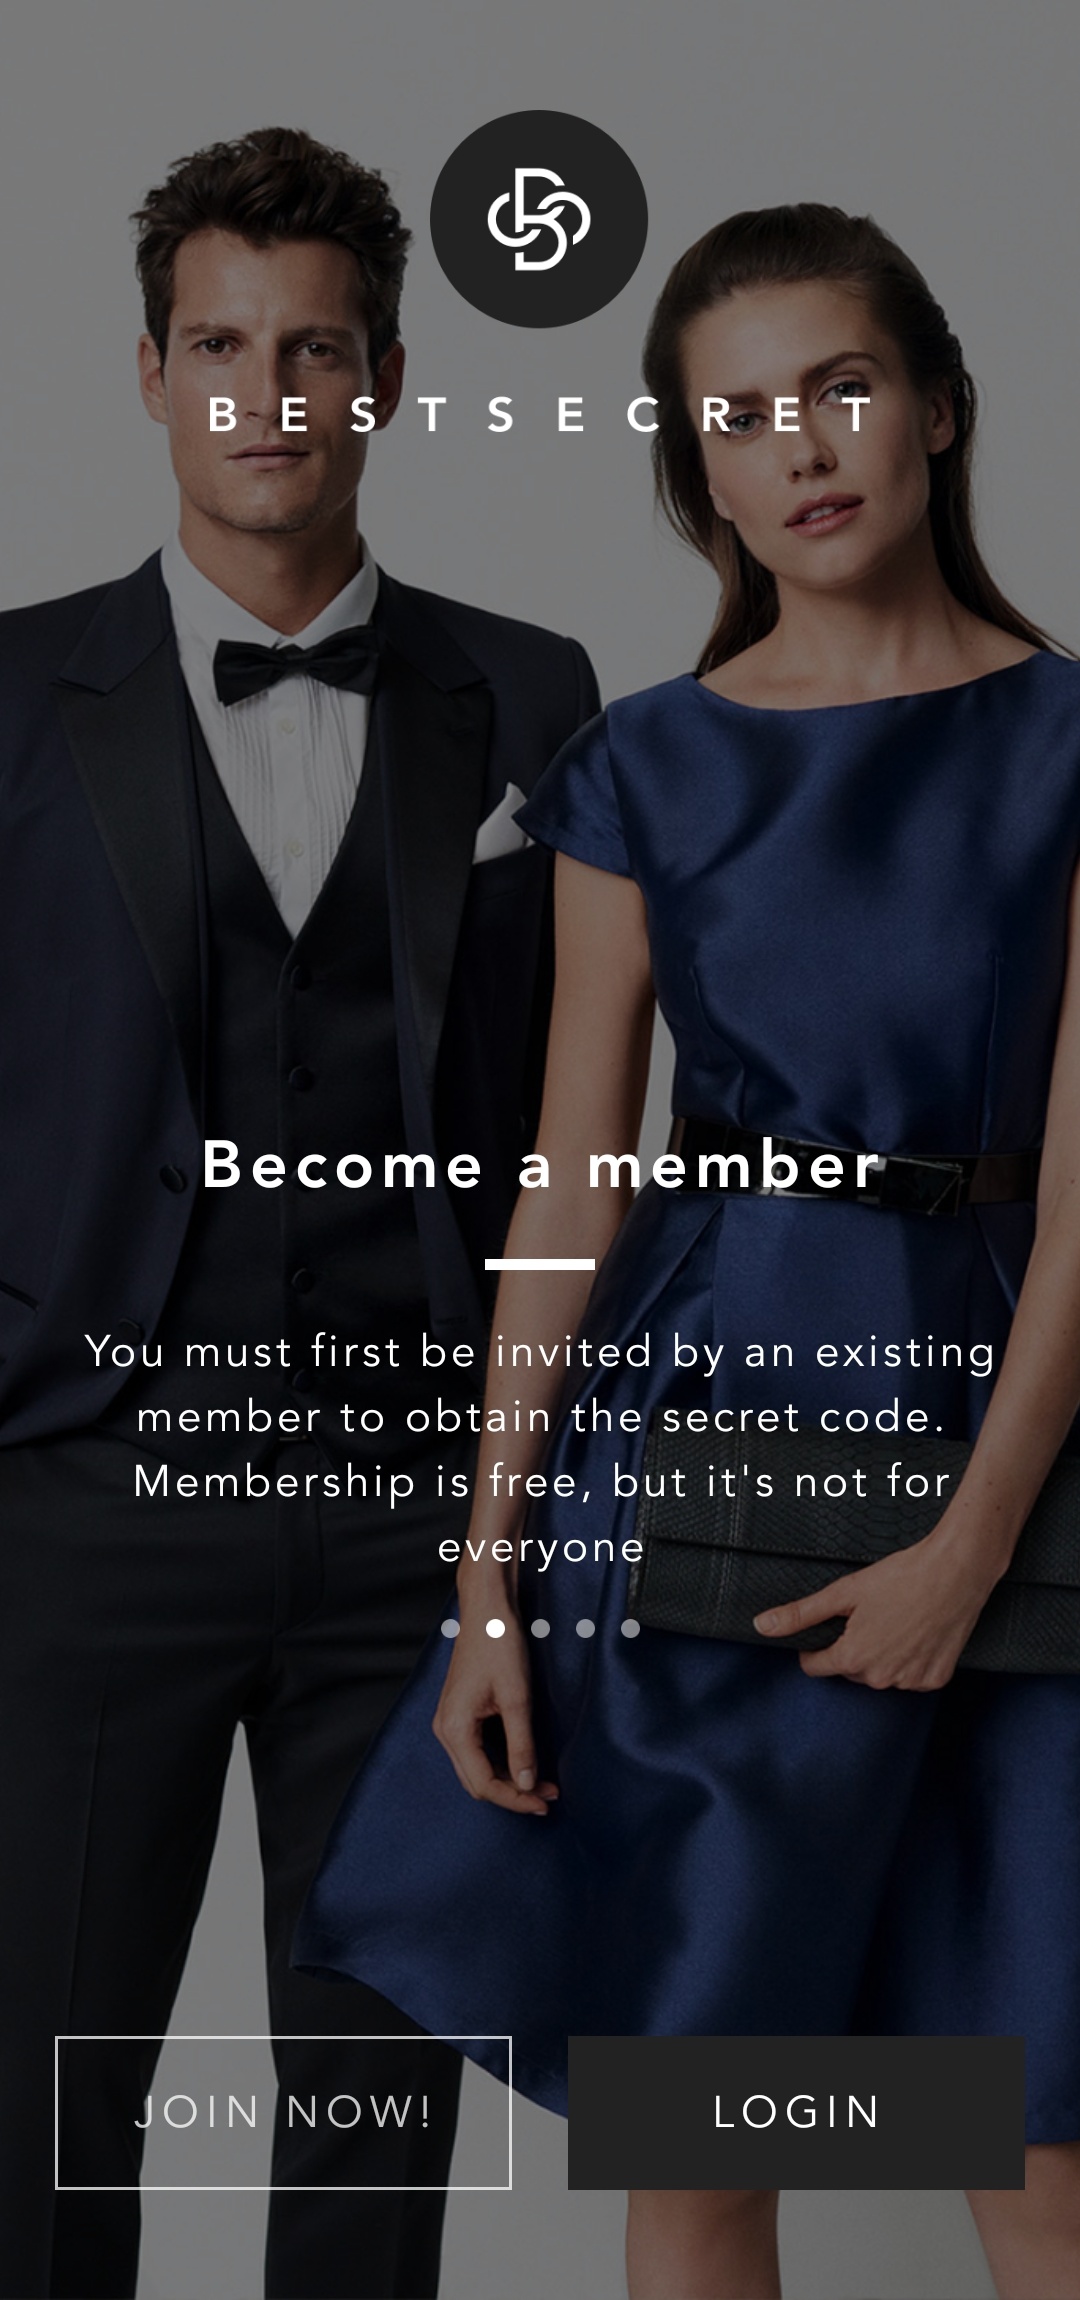 BESTSECRET
Become a member
You must first be invited by an existing
member to obtain the secret code.
Membership is free, but it's not for
everyone
JOIN NOW!
LOGIN